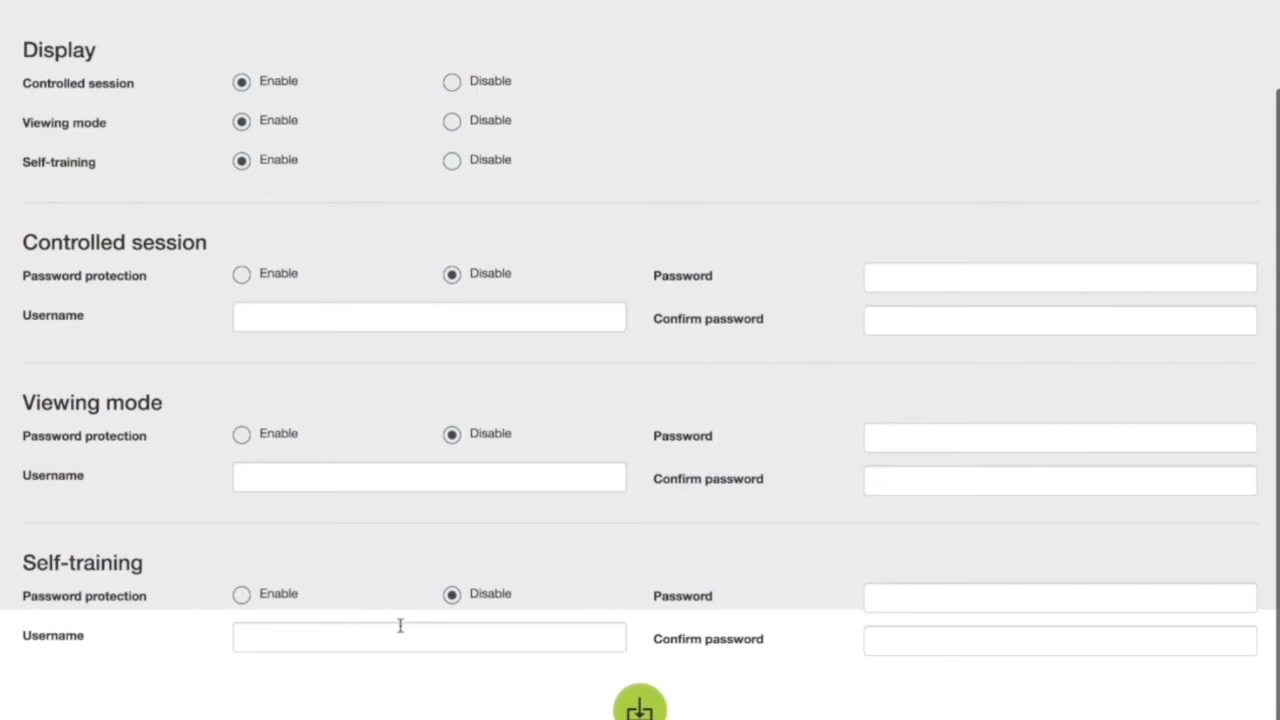 Display
Controlled session Enable Disable
Viewing mode Enable Disable
Self-training Enable Disable
Controlled session
Password protection Enable Disable Password
Username Confirm password
Viewing mode
Password protection Enable Disable Password
Username Confirm password
Self-training
Password protection Enable Disable Password
Username Confirm password